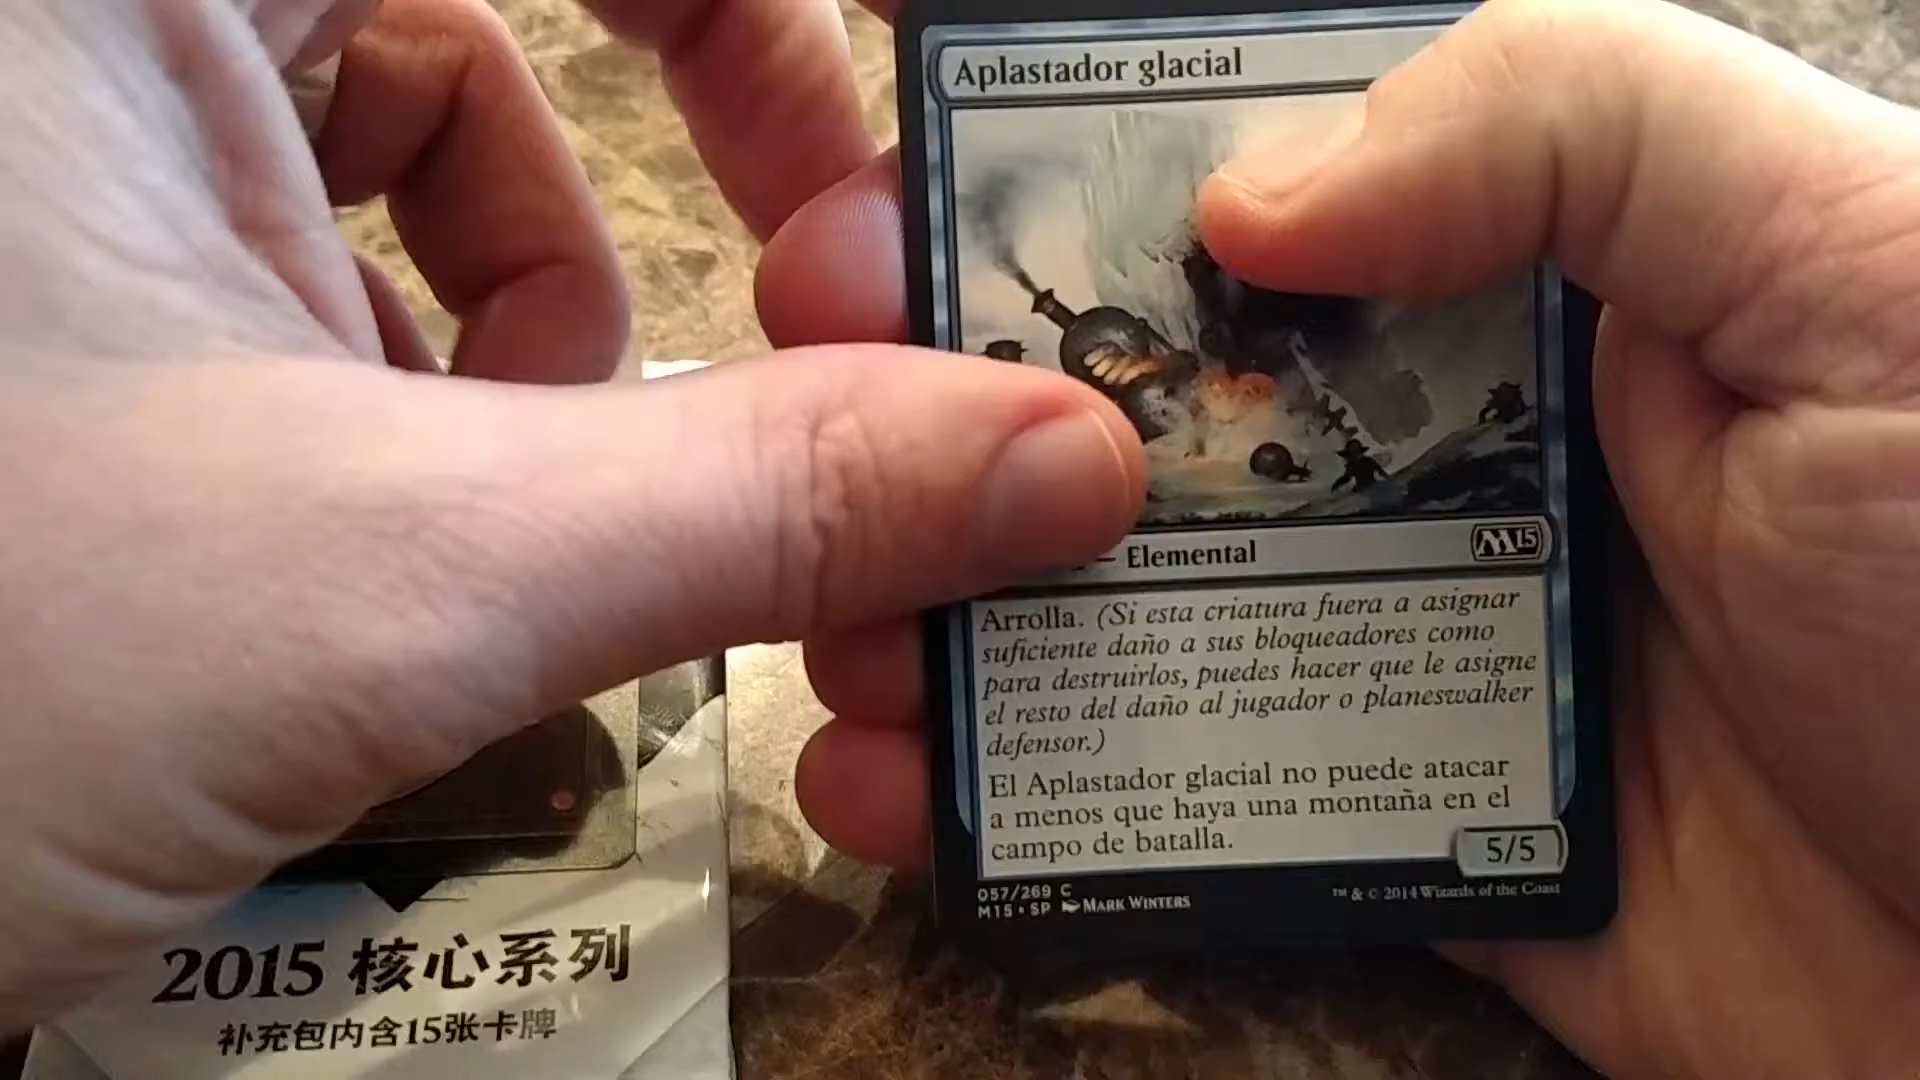 Aplastador glacial
— Elemental
M15
Arrolla. (Si esta criatura fuera a asignar
suficiente daño a sus bloqueadores como
para destruirlos, puedes hacer que le asigne
el resto del daño al jugador o planeswalker
defensor.)
El Aplastador glacial no puede atacar
a menos que haya una montaña en el
campo de batalla.
5/5
057/269 C
M15 • SP MARK WINTERS
™ & © 2014 Wizards of the Coast
2015 核心系列
补充包内含15张卡牌